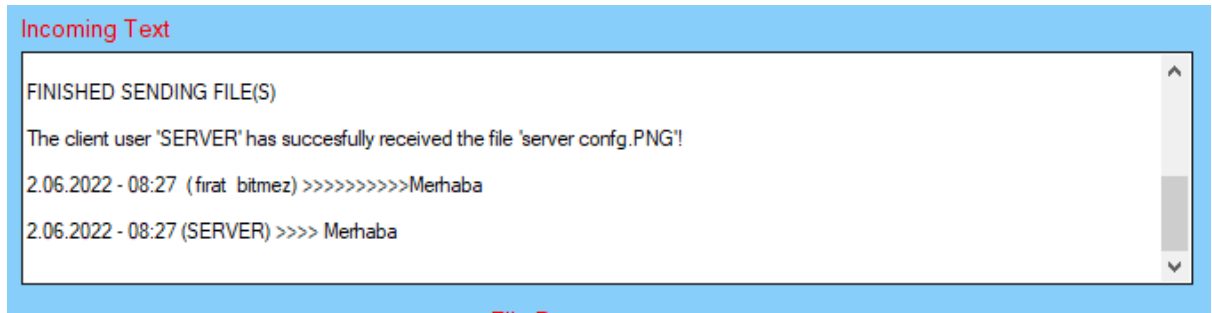 Incoming Text
FINISHED SENDING FILE(S)
The client user 'SERVER' has succesfully received the file 'server confg.PNG'!
2.06.2022 - 08:27 ( fırat bitmez) >>>>>>>>>>Merhaba
2.06.2022 - 08:27 (SERVER) >>>> Merhaba